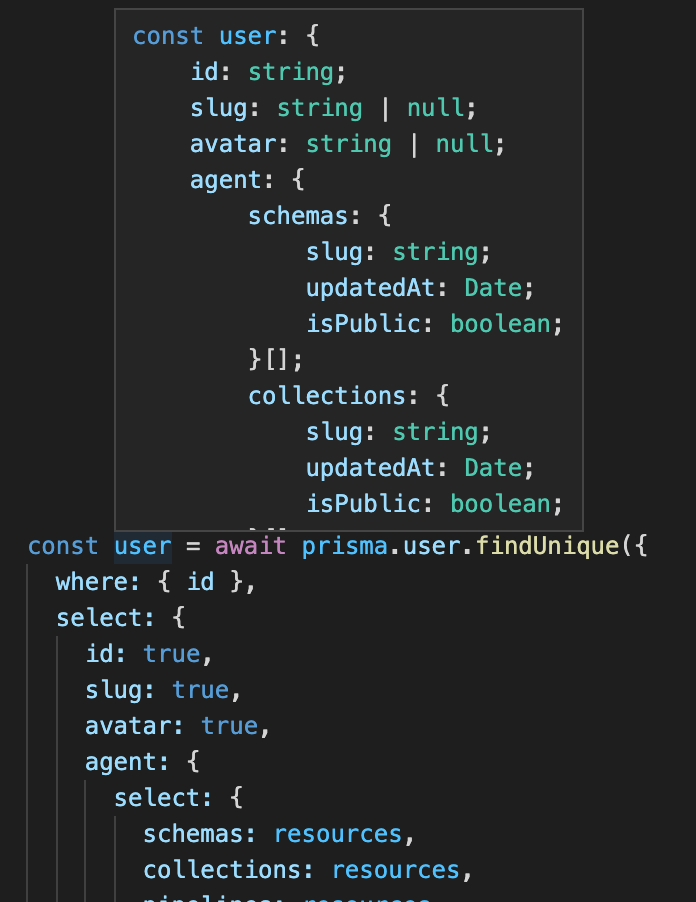 const user: {
    id: string;
    slug: string | null;
    avatar: string | null;
    agent: {
        schemas: {
            slug: string;
            updatedAt: Date;
            isPublic: boolean;
        }[];
        collections: {
            slug: string;
            updatedAt: Date;
            isPublic: boolean;
const user = await prisma.user.findUnique({
  where: { id },
  select: {
    id: true,
    slug: true,
    avatar: true,
    agent: {
      select: {
        schemas: resources,
        collections: resources,
        pipelines: resources